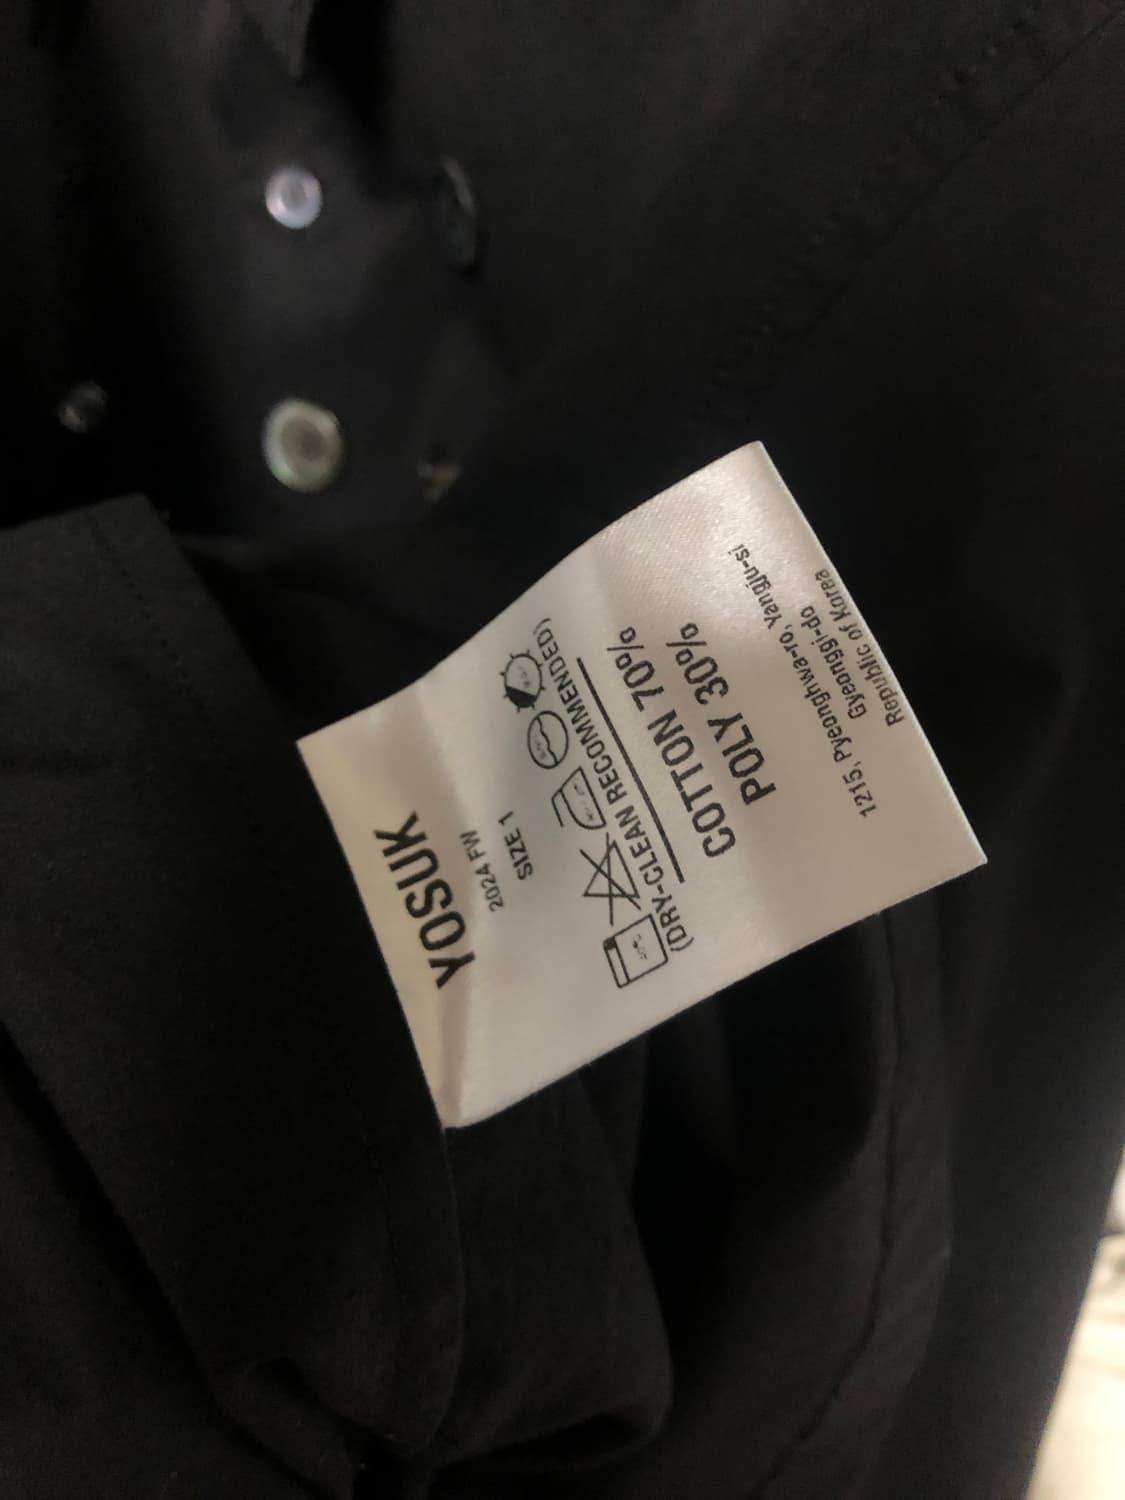 YOSUK
2024 FW
SIZE 1
(DRY-CLEAN RECOMMENDED)
COTTON 70%
POLY 30%
1215, Pyeonghwa-ro, Yangju-si
Gyeonggi-do
Republic of Korea